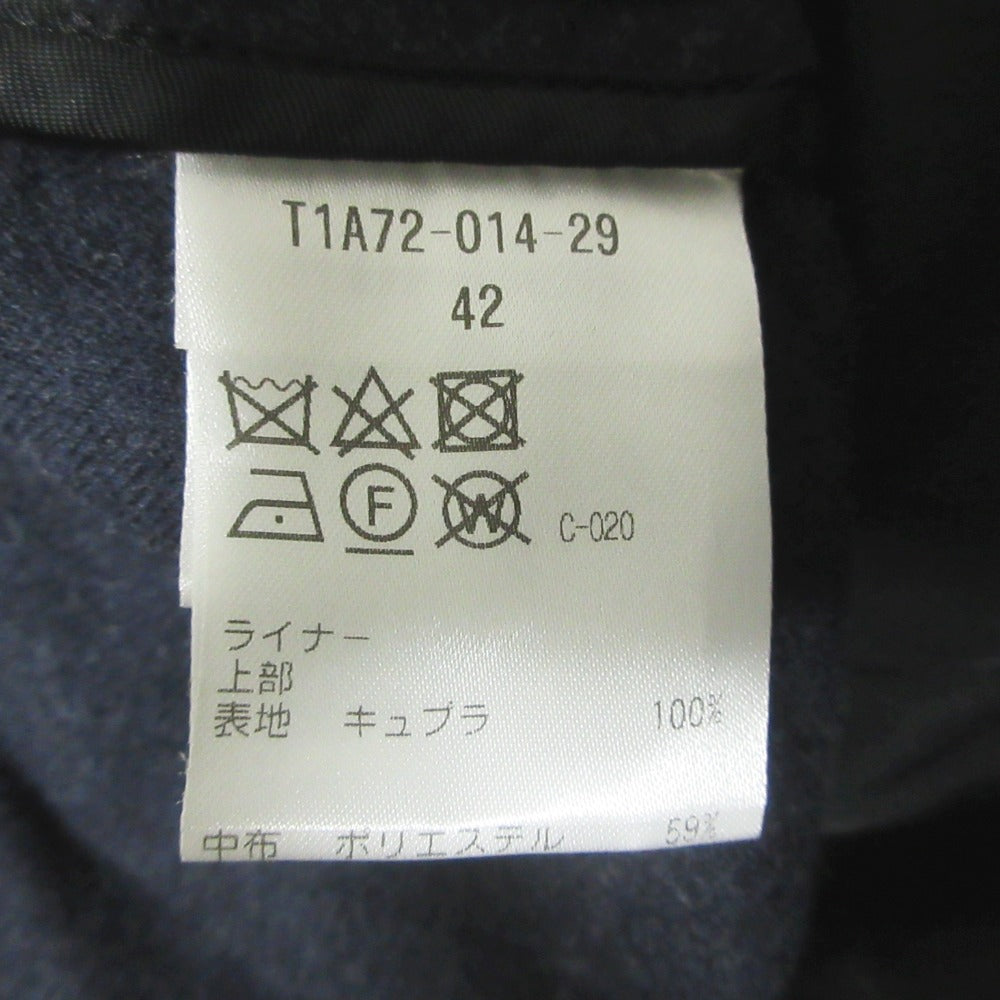 T1A72-014-29
42
F W C-020
ライナー
上部
表地 キュプラ 100%
中布 ポリエステル 59%